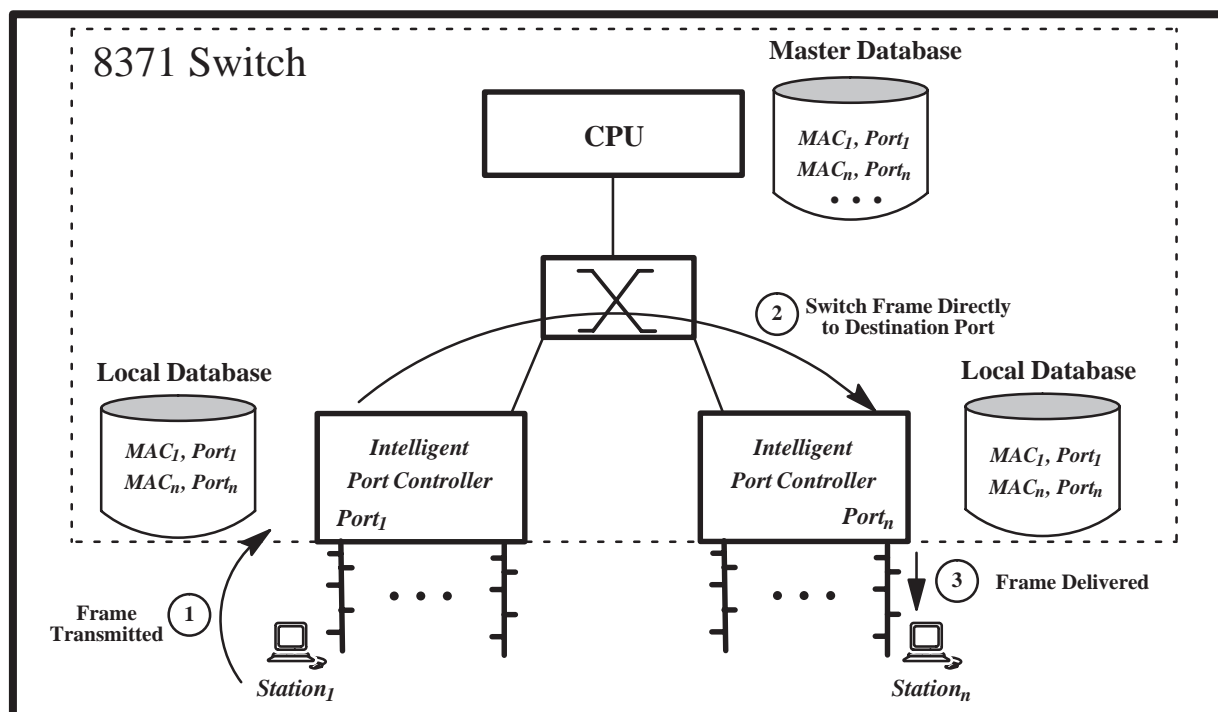 8371 Switch
Master Database
CPU
MAC1, Port1
MACn, Portn
• • •
2
Switch Frame Directly
to Destination Port
Local Database
MAC1, Port1
MACn, Portn
Intelligent
Port Controller
Port1
Intelligent
Port Controller
Portn
Local Database
MAC1, Port1
MACn, Portn
• • •
• • •
1
Frame
Transmitted
3
Frame Delivered
Station1
Stationn